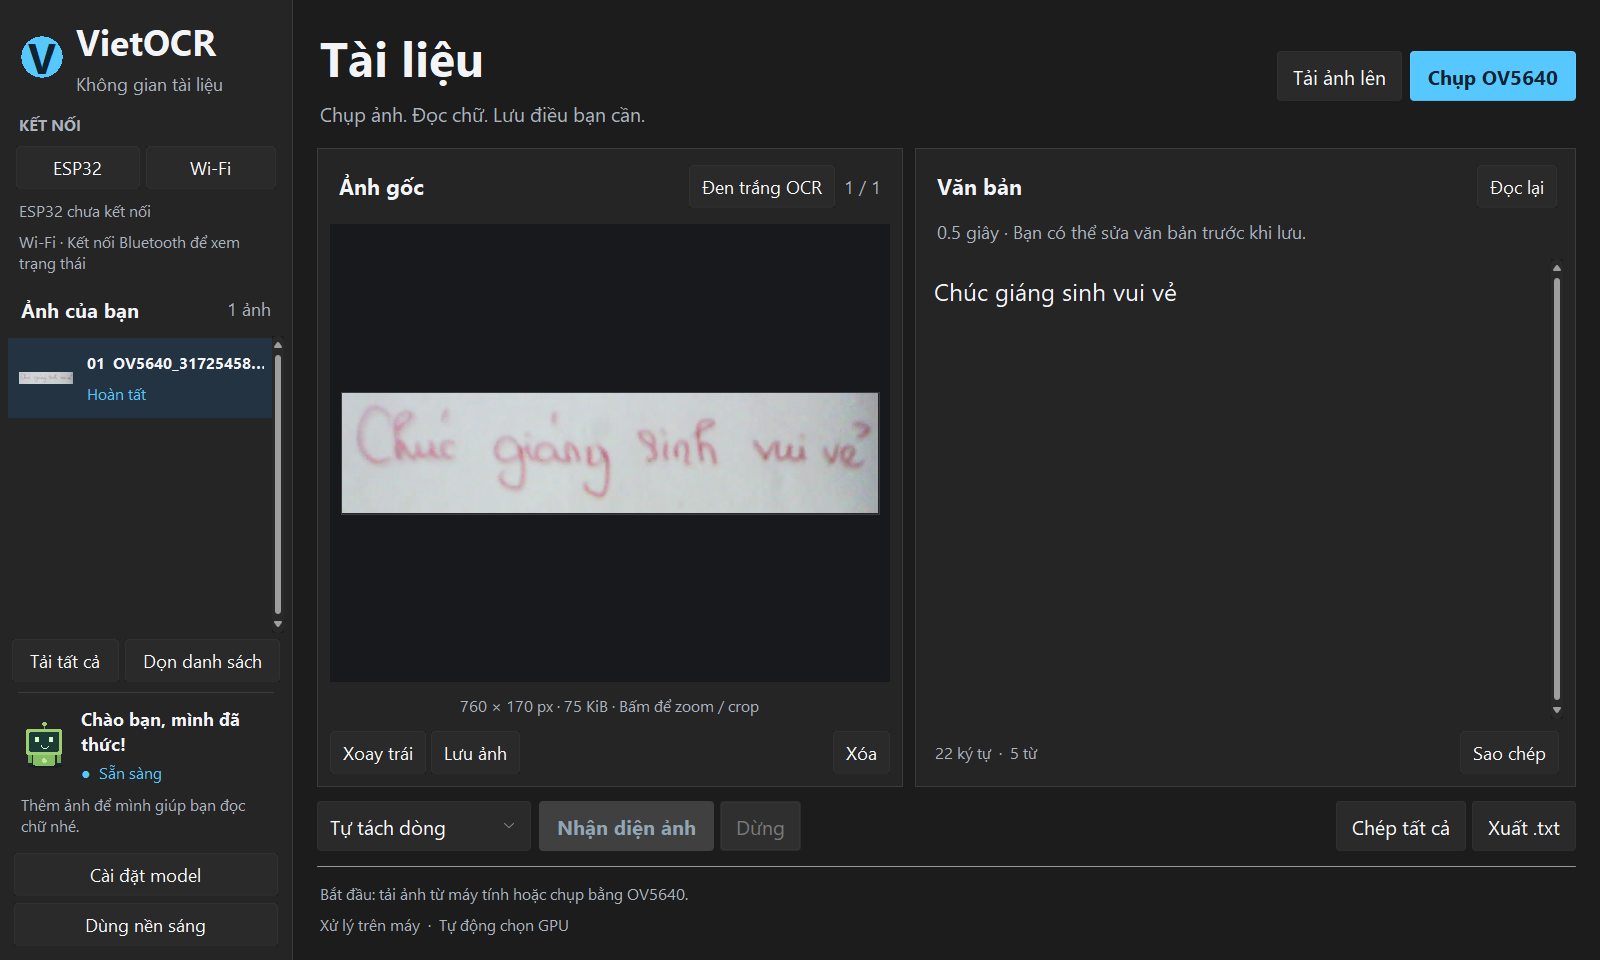 VietOCR
Không gian tài liệu
KẾT NỐI
ESP32
Wi-Fi
ESP32 chưa kết nối
Wi-Fi · Kết nối Bluetooth để xem
trạng thái
Ảnh của bạn
1 ảnh
01 OV5640_31725458...
Hoàn tất
Tải tất cả
Dọn danh sách
Chào bạn, mình đã
thức!
● Sẵn sàng
Thêm ảnh để mình giúp bạn đọc
chữ nhé.
Cài đặt model
Dùng nền sáng
Tài liệu
Chụp ảnh. Đọc chữ. Lưu điều bạn cần.
Tải ảnh lên
Chụp OV5640
Ảnh gốc
Đen trắng OCR
1 / 1
Chúc giáng sinh vui vẻ
760 × 170 px · 75 KiB · Bấm để zoom / crop
Xoay trái
Lưu ảnh
Xóa
Văn bản
Đọc lại
0.5 giây · Bạn có thể sửa văn bản trước khi lưu.
Chúc giáng sinh vui vẻ
22 ký tự · 5 từ
Sao chép
Tự tách dòng
Nhận diện ảnh
Dừng
Chép tất cả
Xuất .txt
Bắt đầu: tải ảnh từ máy tính hoặc chụp bằng OV5640.
Xử lý trên máy · Tự động chọn GPU